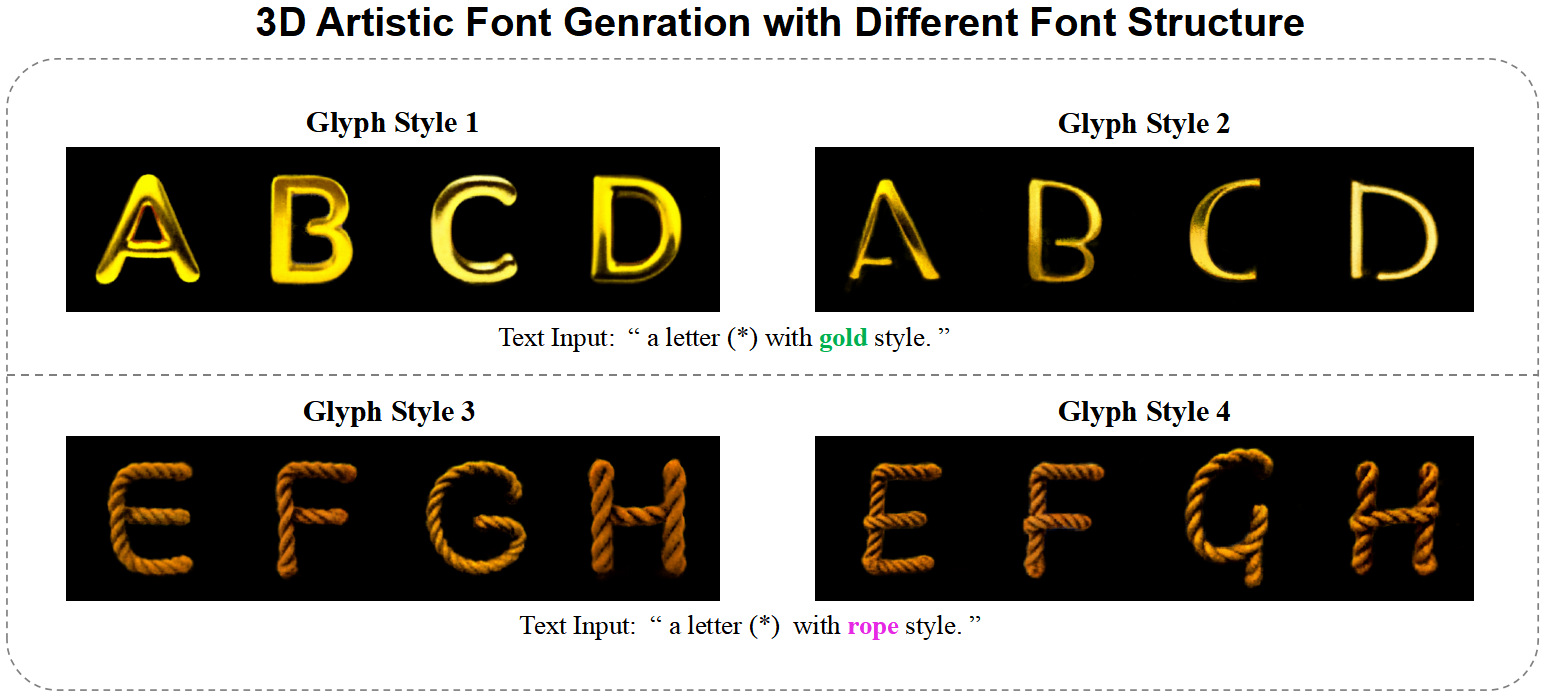 3D Artistic Font Genration with Different Font Structure
Glyph Style 1
Glyph Style 2
A B C D
A B C D
Text Input: “ a letter (*) with gold style. ”
Glyph Style 3
Glyph Style 4
E F G H
E F G H
Text Input: “ a letter (*) with rope style. ”